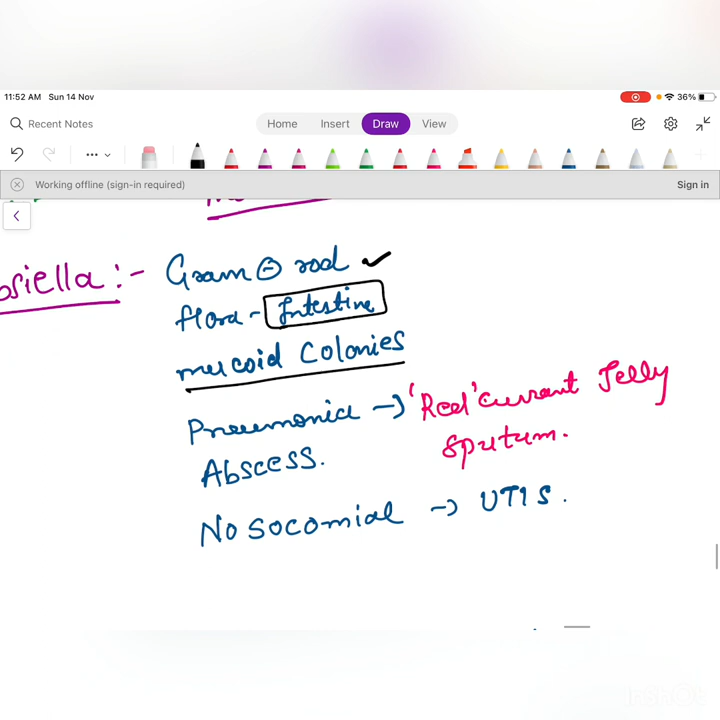 11:52 AM Sun 14 Nov 36%
Recent Notes Home Insert Draw View
Working offline (sign-in required) Sign in
osiella :-
Gram ⊖ rod ✓
flora - Intestine
mucoid Colonies
Pneumonia → 'Red' currant Jelly
Sputum.
Abscess.
Nosocomial → UTIS.